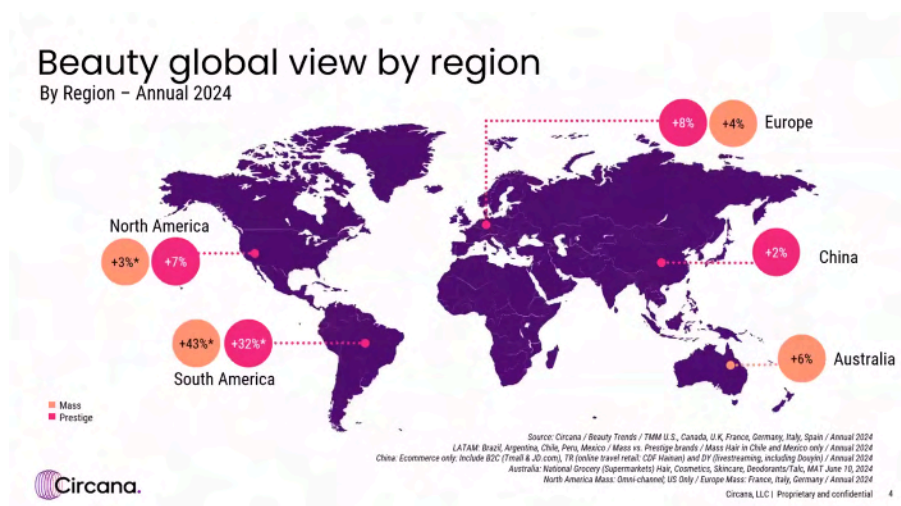 Beauty global view by region
By Region – Annual 2024
+8%
+4%
Europe
North America
+3%*
+7%
+2%
China
+43%*
+32%*
South America
+6%
Australia
Mass
Prestige
Source: Circana / Beauty Trends / TMM U.S., Canada, U.K, France, Germany, Italy, Spain / Annual 2024
LATAM: Brazil, Argentina, Chile, Peru, Mexico / Mass vs. Prestige brands / Mass Hair in Chile and Mexico only / Annual 2024
China: Ecommerce only: Include B2C (Tmall & JD.com), TR (online travel retail: CDF Hainan) and DY (livestreaming, including Douyin) / Annual 2024
Australia: National Grocery (Supermarkets) Hair, Cosmetics, Skincare, Deodorants/Talc, MAT June 10, 2024
North America Mass: Omni-channel; US Only / Europe Mass: France, Italy, Germany / Annual 2024
Circana.
Circana, LLC | Proprietary and confidential 4